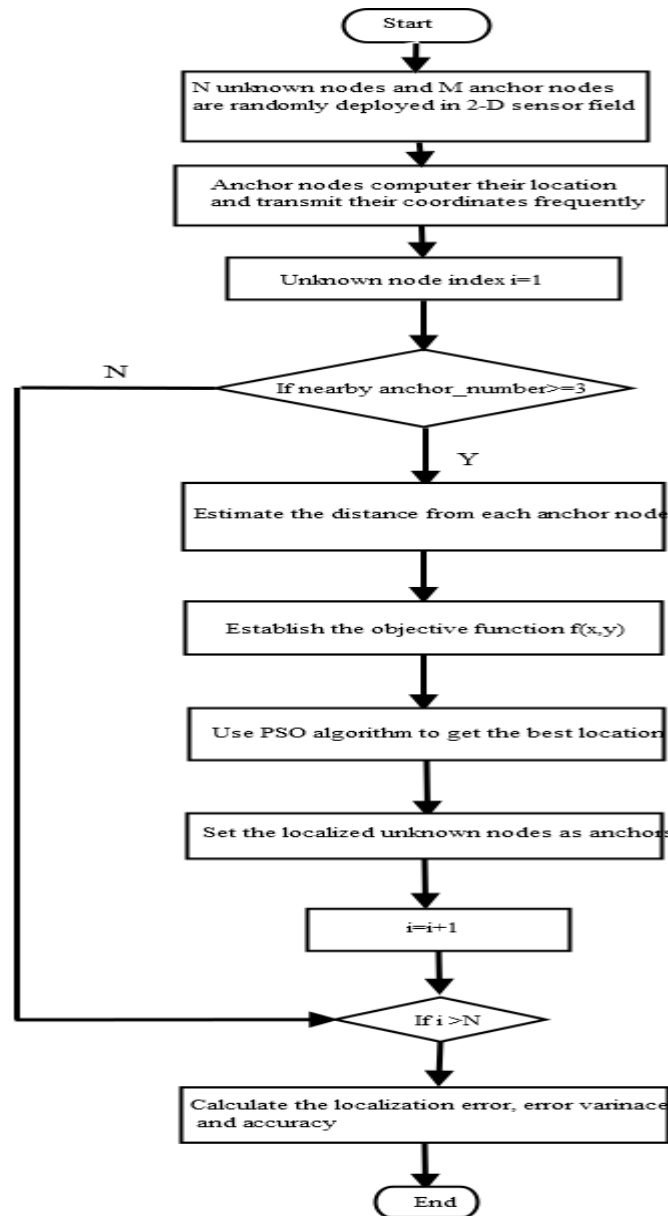 Start
N unknown nodes and M anchor nodes
are randomly deployed in 2-D sensor field
Anchor nodes computer their location
and transmit their coordinates frequently
Unknown node index i=1
N
If nearby anchor_number>=3
Y
Estimate the distance from each anchor node
Establish the objective function f(x,y)
Use PSO algorithm to get the best location
Set the localized unknown nodes as anchors
i=i+1
If i >N
Calculate the localization error, error varinace
and accuracy
End